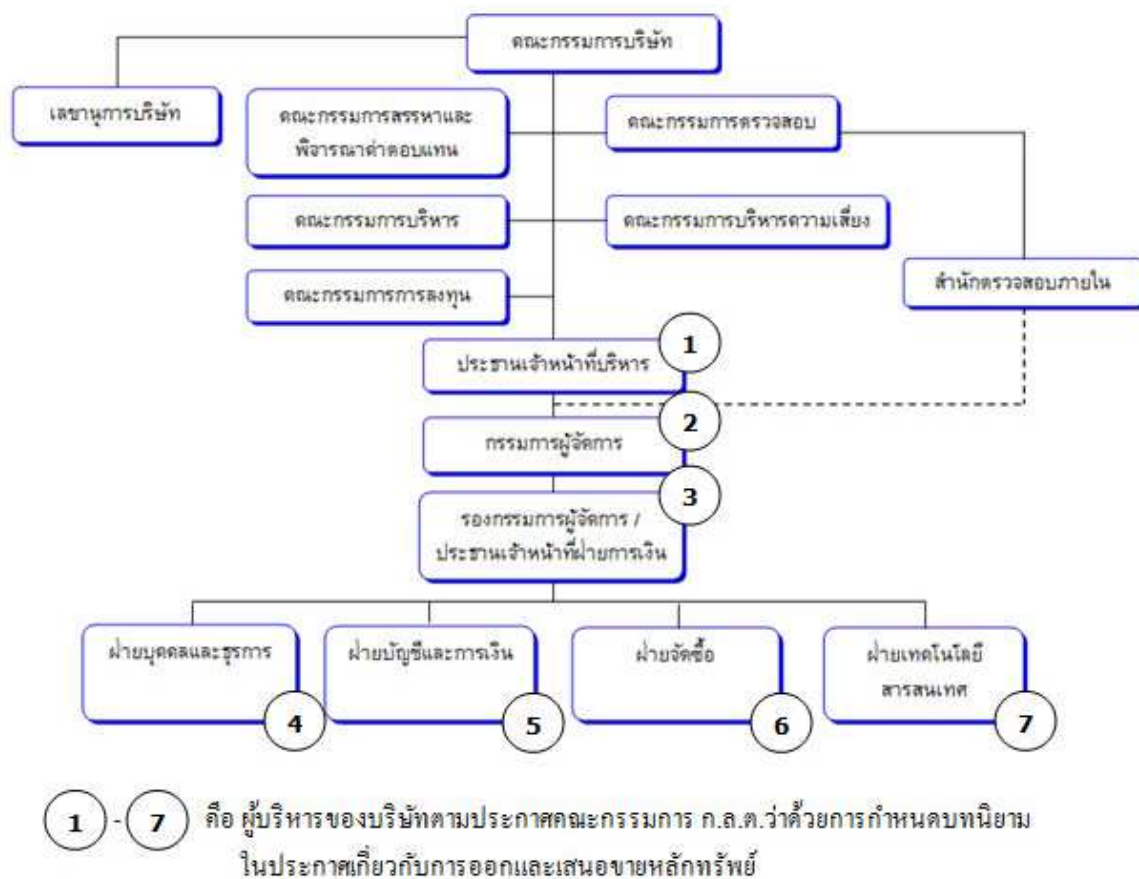 คณะกรรมการบริษัท
เลขานุการบริษัท
คณะกรรมการสรรหาและ
พิจารณาค่าตอบแทน
คณะกรรมการตรวจสอบ
คณะกรรมการบริหาร
คณะกรรมการบริหารความเสี่ยง
คณะกรรมการการลงทุน
สำนักตรวจสอบภายใน
ประธานเจ้าหน้าที่บริหาร
1
กรรมการผู้จัดการ
2
รองกรรมการผู้จัดการ /
ประธานเจ้าหน้าที่ฝ่ายการเงิน
3
ฝ่ายบุคคลและธุรการ
4
ฝ่ายบัญชีและการเงิน
5
ฝ่ายจัดซื้อ
6
ฝ่ายเทคโนโลยี
สารสนเทศ
7
1 - 7 คือ ผู้บริหารของบริษัทตามประกาศคณะกรรมการ ก.ล.ต.ว่าด้วยการกำหนดบทนิยาม
ในประกาศเกี่ยวกับการออกและเสนอขายหลักทรัพย์